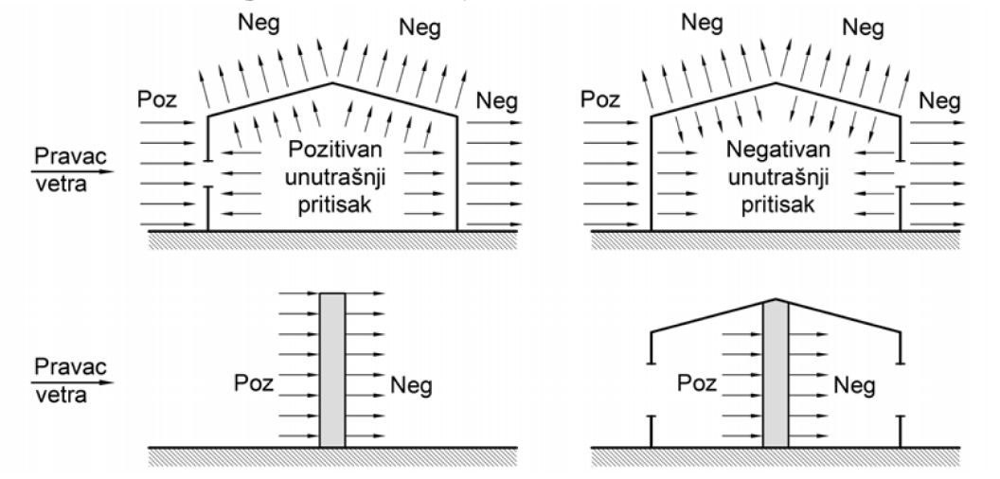 Neg Neg Neg Neg
Poz Neg Poz Neg
Pravac
vetra
Pozitivan
unutrašnji
pritisak
Negativan
unutrašnji
pritisak
Pravac
vetra
Poz Neg Poz Neg